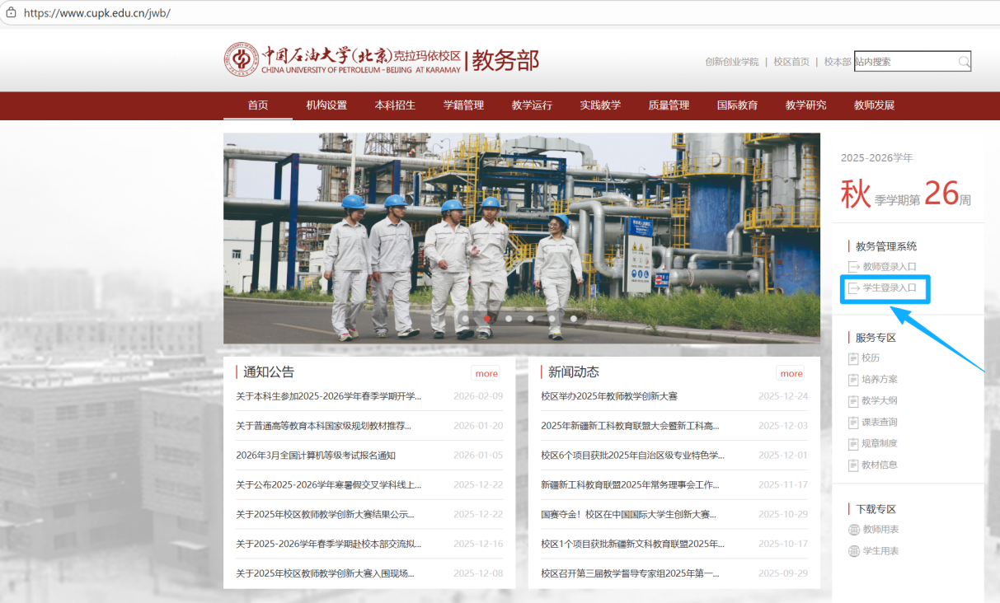 https://www.cupk.edu.cn/jwb/
中国石油大学(北京)克拉玛依校区
CHINA UNIVERSITY OF PETROLEUM - BEIJING AT KARAMAY
教务部
创新创业学院 | 校区首页 | 校本部
站内搜索
首页 机构设置 本科招生 学籍管理 教学运行 实践教学 质量管理 国际教育 教学研究 教师发展
2025-2026学年
秋 季学期第 26周
教务管理系统
教师登录入口
学生登录入口
服务专区
校历
培养方案
教学大纲
课表查询
规章制度
教材信息
下载专区
教师用表
学生用表
通知公告 more
关于本科生参加2025-2026学年春季学期开学... 2026-02-09
关于普通高等教育本科国家级规划教材推荐... 2026-01-20
2026年3月全国计算机等级考试报名通知 2026-01-05
关于公布2025-2026学年寒暑假交叉学科线上... 2025-12-22
关于2025年校区教师教学创新大赛结果公示... 2025-12-22
关于2025-2026学年春季学期赴校本部交流拟... 2025-12-16
关于2025年校区教师教学创新大赛入围现场... 2025-12-08
新闻动态 more
校区举办2025年教师教学创新大赛 2025-12-24
2025年新疆新工科教育联盟大会暨新工科高... 2025-12-03
校区6个项目获批2025年自治区级专业特色学... 2025-12-01
新疆新工科教育联盟2025年常务理事会工作... 2025-11-17
国赛夺金！校区在中国国际大学生创新大赛... 2025-10-29
校区1个项目获批新疆新文科教育联盟2025年... 2025-10-17
校区召开第三届教学督导专家组2025年第一... 2025-09-29